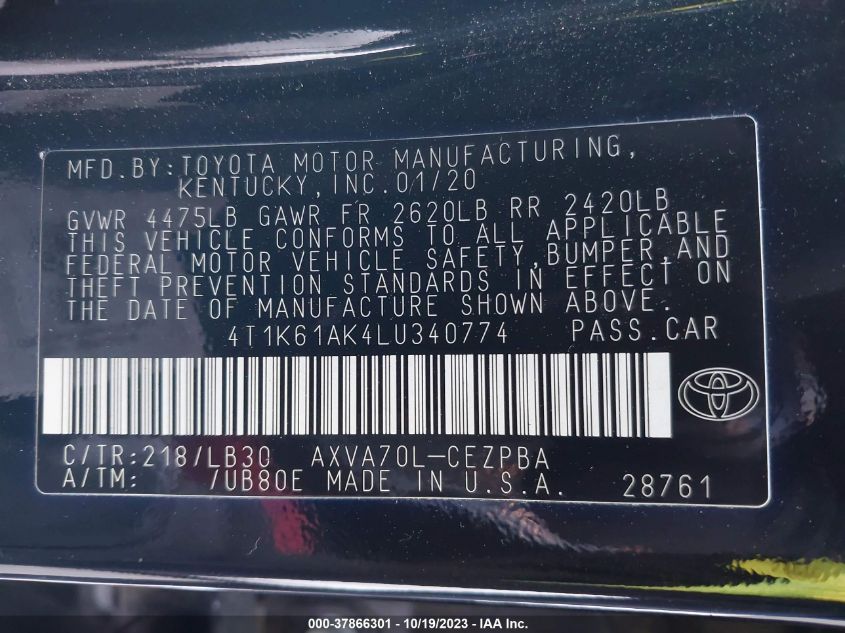 MFD.BY:TOYOTA MOTOR MANUFACTURING,
KENTUCKY,INC.01/20
GVWR 4475LB GAWR FR 2620LB RR 2420LB
THIS VEHICLE CONFORMS TO ALL APPLICABLE
FEDERAL MOTOR VEHICLE SAFETY,BUMPER,AND
THEFT PREVENTION STANDARDS IN EFFECT ON
THE DATE OF MANUFACTURE SHOWN ABOVE.
4T1K61AK4LU340774 PASS.CAR
C/TR:218/LB30 AXVA70L-CEZPBA
A/TM: /UB80E MADE IN U.S.A. 28761
000-37866301 - 10/19/2023 - IAA Inc.